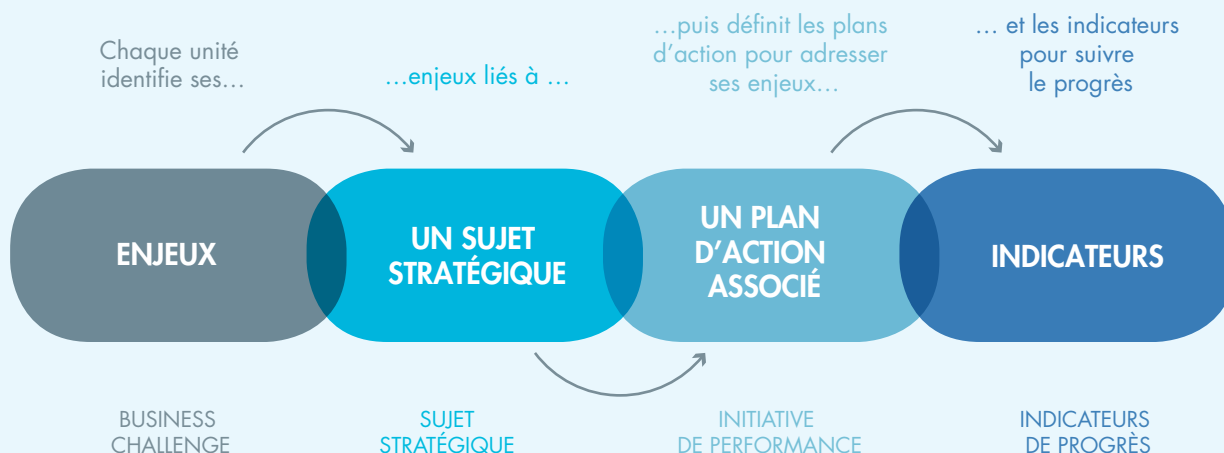 Chaque unité
identifie ses…
…enjeux liés à …
…puis définit les plans
d’action pour adresser
ses enjeux…
… et les indicateurs
pour suivre
le progrès
ENJEUX
UN SUJET
STRATÉGIQUE
UN PLAN
D’ACTION
ASSOCIÉ
INDICATEURS
BUSINESS
CHALLENGE
SUJET
STRATÉGIQUE
INITIATIVE
DE PERFORMANCE
INDICATEURS
DE PROGRÈS